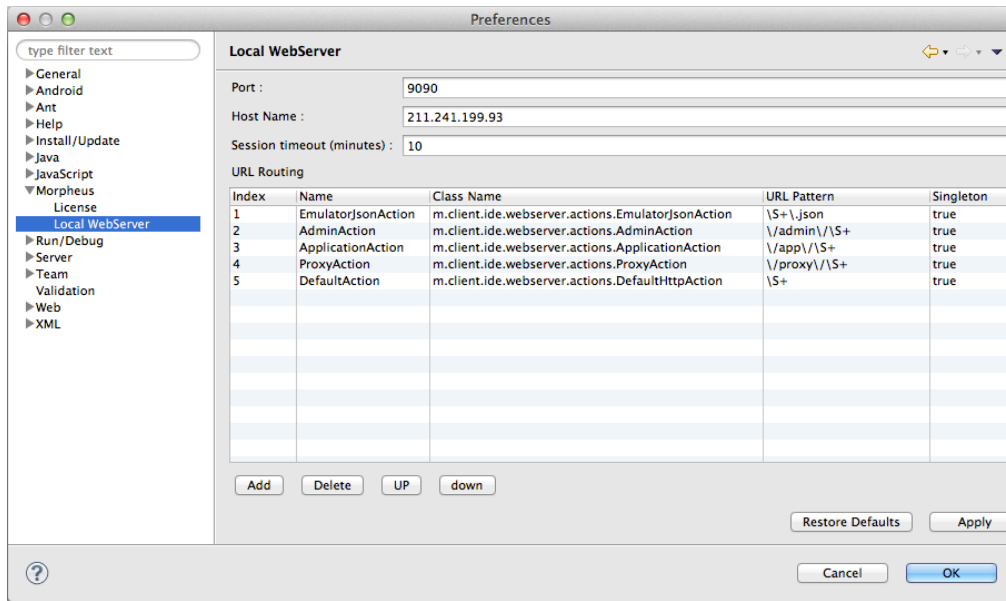 Preferences
type filter text
General
Android
Ant
Help
Install/Update
Java
JavaScript
Morpheus
License
Local WebServer
Run/Debug
Server
Team
Validation
Web
XML
Local WebServer
Port : 9090
Host Name : 211.241.199.93
Session timeout (minutes) : 10
URL Routing
Index Name Class Name URL Pattern Singleton
1 EmulatorJsonAction m.client.ide.webserver.actions.EmulatorJsonAction \S+\.json true
2 AdminAction m.client.ide.webserver.actions.AdminAction \/admin\/\S+ true
3 ApplicationAction m.client.ide.webserver.actions.ApplicationAction \/app\/\S+ true
4 ProxyAction m.client.ide.webserver.actions.ProxyAction \/proxy\/\S+ true
5 DefaultAction m.client.ide.webserver.actions.DefaultHttpAction \S+ true
Add Delete UP down
Restore Defaults Apply
? Cancel OK